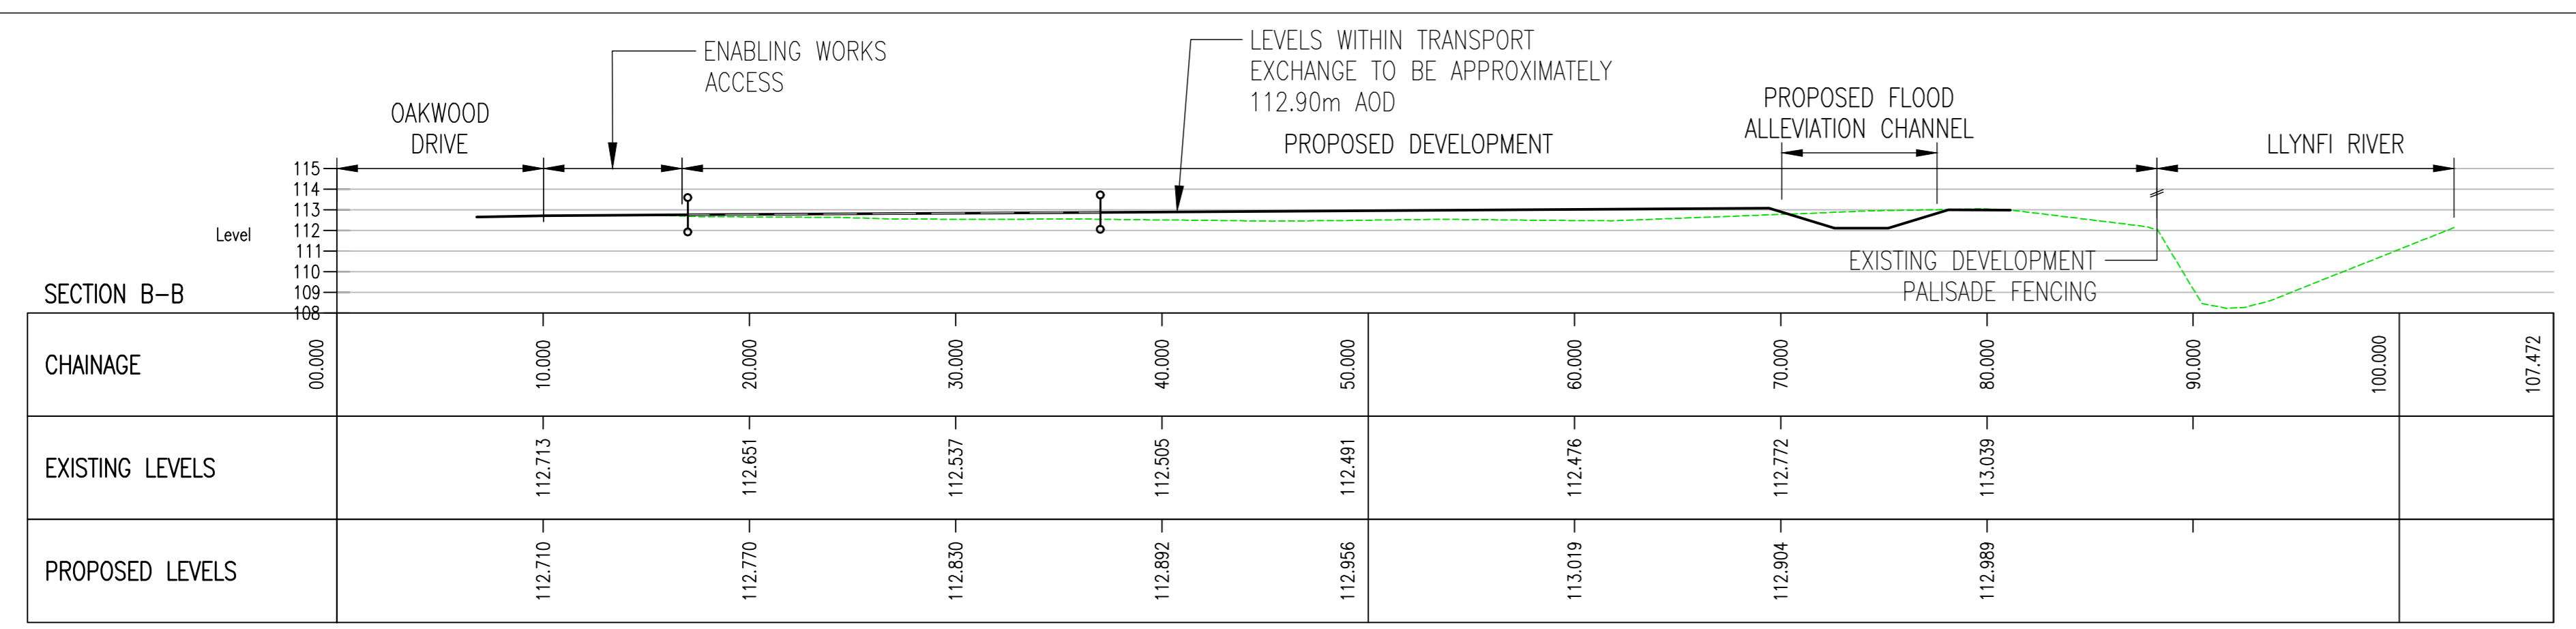 ENABLING WORKS
ACCESS
LEVELS WITHIN TRANSPORT
EXCHANGE TO BE APPROXIMATELY
112.90m AOD
OAKWOOD
DRIVE
PROPOSED DEVELOPMENT
PROPOSED FLOOD
ALLEVIATION CHANNEL
LLYNFI RIVER
115
114
113
112
111
110
109
108
Level
EXISTING DEVELOPMENT
PALISADE FENCING
SECTION B-B
CHAINAGE
00.000
10.000
20.000
30.000
40.000
50.000
60.000
70.000
80.000
90.000
100.000
107.472
EXISTING LEVELS
112.713
112.651
112.537
112.505
112.491
112.476
112.772
113.039
PROPOSED LEVELS
112.710
112.770
112.830
112.892
112.956
113.019
112.904
112.989